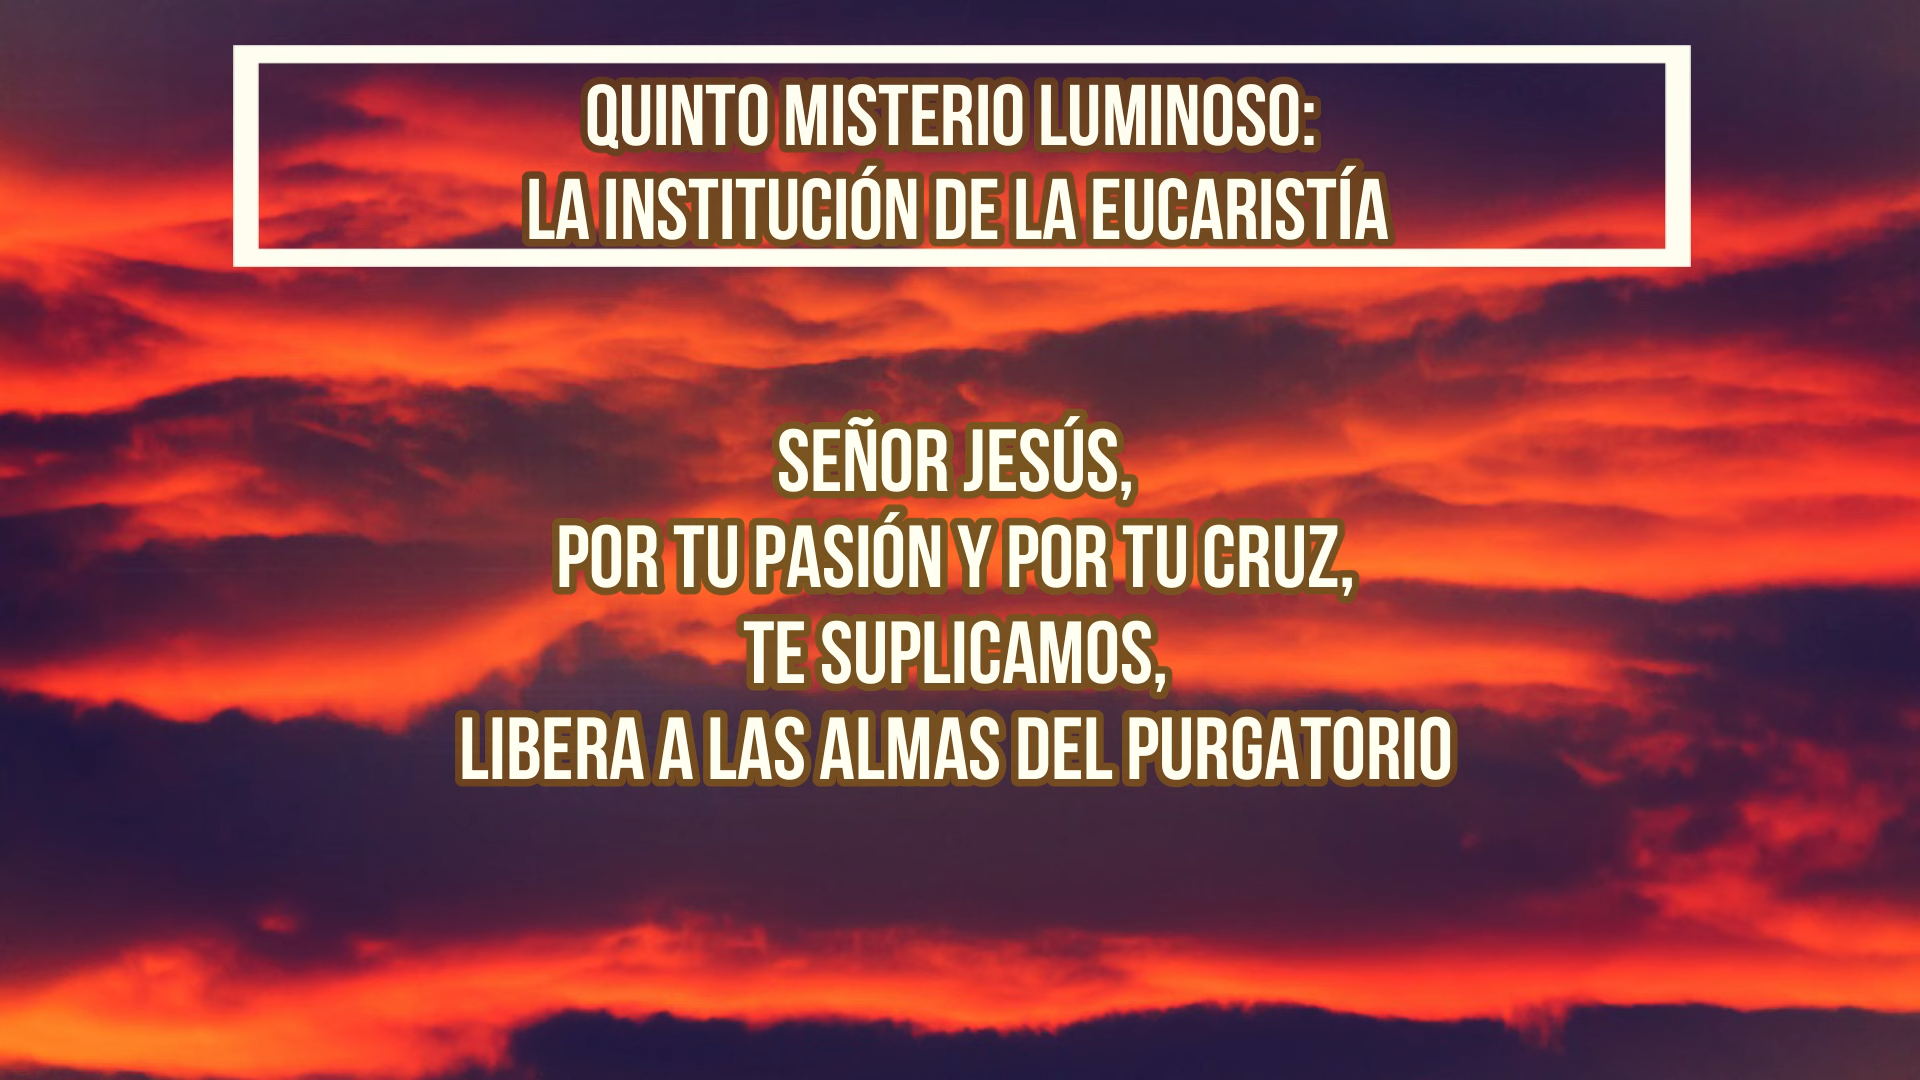 QUINTO MISTERIO LUMINOSO:
LA INSTITUCIÓN DE LA EUCARISTÍA
SEÑOR JESÚS,
POR TU PASIÓN Y POR TU CRUZ,
TE SUPLICAMOS,
LIBERA A LAS ALMAS DEL PURGATORIO